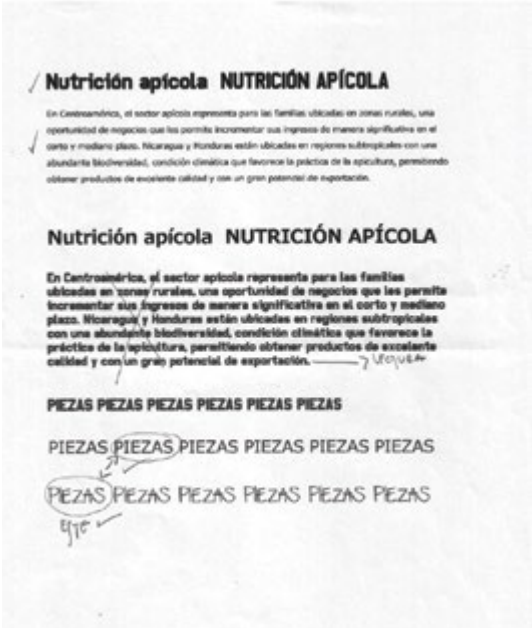 Nutrición apícola NUTRICIÓN APÍCOLA
En Centroamérica, el sector apícola representa para las familias ubicadas en zonas rurales, una
oportunidad de negocios que les permite incrementar sus ingresos de manera significativa en el
corto y mediano plazo. Nicaragua y Honduras están ubicadas en regiones subtropicales con una
abundante biodiversidad, condición climática que favorece la práctica de la apicultura, permitiendo
obtener productos de excelente calidad y con un gran potencial de exportación.
Nutrición apícola NUTRICIÓN APÍCOLA
En Centroamérica, el sector apícola representa para las familias
ubicadas en zonas rurales, una oportunidad de negocios que les permite
incrementar sus ingresos de manera significativa en el corto y mediano
plazo. Nicaragua y Honduras están ubicadas en regiones subtropicales
con una abundante biodiversidad, condición climática que favorece la
práctica de la apicultura, permitiendo obtener productos de excelente
calidad y con un gran potencial de exportación.
PIEZAS PIEZAS PIEZAS PIEZAS PIEZAS PIEZAS
PIEZAS PIEZAS PIEZAS PIEZAS PIEZAS PIEZAS
PIEZAS PIEZAS PIEZAS PIEZAS PIEZAS PIEZAS